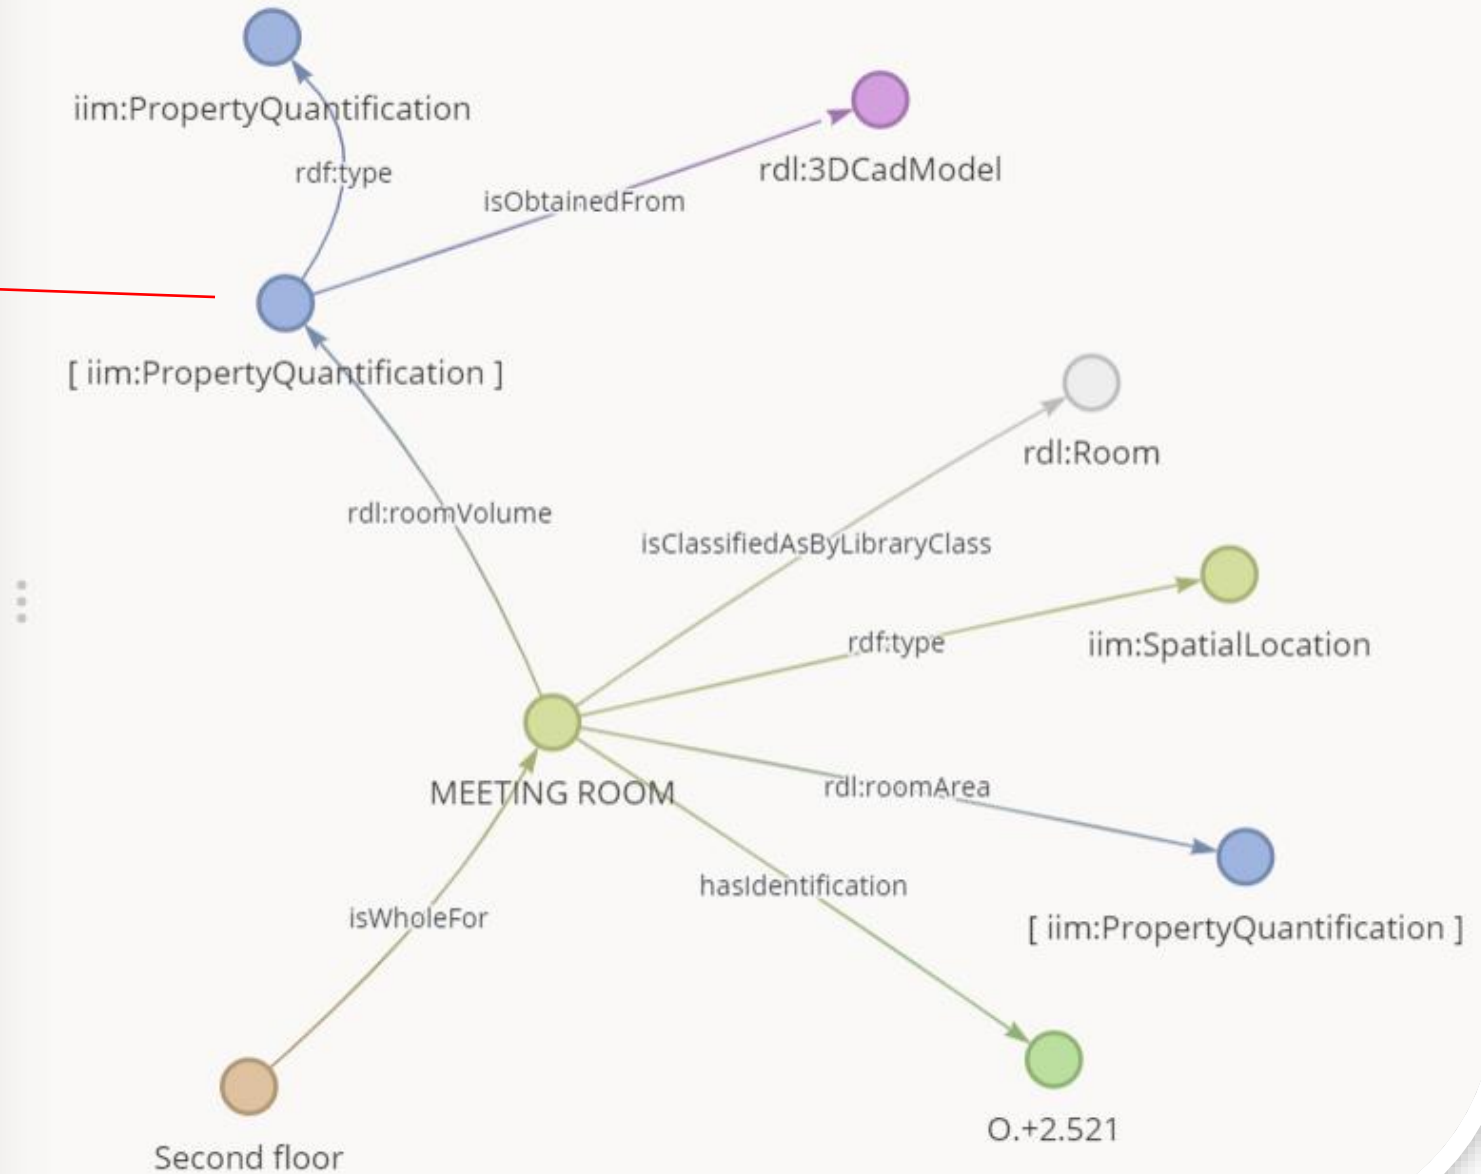 iim:PropertyQuantification
rdf:type
rdl:3DCadModel
isObtainedFrom
[ iim:PropertyQuantification ]
rdl:Room
rdl:roomVolume
isClassifiedAsByLibraryClass
rdf:type
iim:SpatialLocation
MEETING ROOM
rdl:roomArea
hasIdentification
isWholeFor
[ iim:PropertyQuantification ]
O.+2.521
Second floor